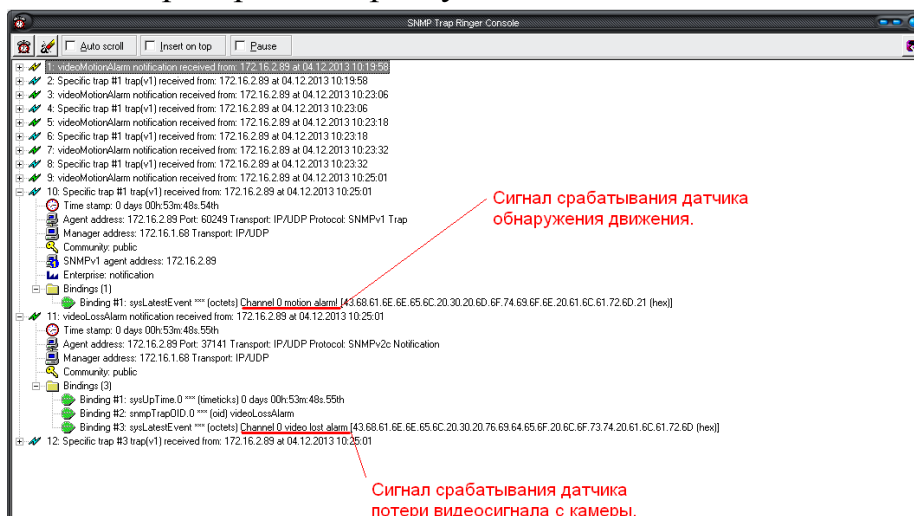 SNMP Trap Ringer Console
Auto scroll Insert on top Pause
1: videoMotionAlarm notification received from: 172.16.2.89 at 04.12.2013 10:19:58
2: Specific trap #1 trap(v1) received from: 172.16.2.89 at 04.12.2013 10:19:58
3: videoMotionAlarm notification received from: 172.16.2.89 at 04.12.2013 10:23:06
4: Specific trap #1 trap(v1) received from: 172.16.2.89 at 04.12.2013 10:23:06
5: videoMotionAlarm notification received from: 172.16.2.89 at 04.12.2013 10:23:18
6: Specific trap #1 trap(v1) received from: 172.16.2.89 at 04.12.2013 10:23:18
7: videoMotionAlarm notification received from: 172.16.2.89 at 04.12.2013 10:23:32
8: Specific trap #1 trap(v1) received from: 172.16.2.89 at 04.12.2013 10:23:32
9: videoMotionAlarm notification received from: 172.16.2.89 at 04.12.2013 10:25:01
10: Specific trap #1 trap(v1) received from: 172.16.2.89 at 04.12.2013 10:25:01
Time stamp: 0 days 00h:53m:48s.54th
Agent address: 172.16.2.89 Port: 60249 Transport: IP/UDP Protocol: SNMPv1 Trap
Manager address: 172.16.1.68 Transport: IP/UDP
Community: public
SNMPv1 agent address: 172.16.2.89
Enterprise: notification
Bindings (1)
Binding #1: sysLatestEvent *** (octets) Channel 0 motion alarm! [43.68.61.6E.6E.65.6C.20.30.20.6D.6F.74.69.6F.6E.20.61.6C.61.72.6D.21 (hex)]
Сигнал срабатывания датчика
обнаружения движения.
11: videoLossAlarm notification received from: 172.16.2.89 at 04.12.2013 10:25:01
Time stamp: 0 days 00h:53m:48s.55th
Agent address: 172.16.2.89 Port: 37141 Transport: IP/UDP Protocol: SNMPv2c Notification
Manager address: 172.16.1.68 Transport: IP/UDP
Community: public
Bindings (3)
Binding #1: sysUpTime.0 *** (timeticks) 0 days 00h:53m:48s.55th
Binding #2: snmpTrapOID.0 *** (oid) videoLossAlarm
Binding #3: sysLatestEvent *** (octets) Channel 0 video lost alarm [43.68.61.6E.6E.65.6C.20.30.20.76.69.64.65.6F.20.6C.6F.73.74.20.61.6C.61.72.6D (hex)]
12: Specific trap #3 trap(v1) received from: 172.16.2.89 at 04.12.2013 10:25:01
Сигнал срабатывания датчика
потери видеосигнала с камеры.